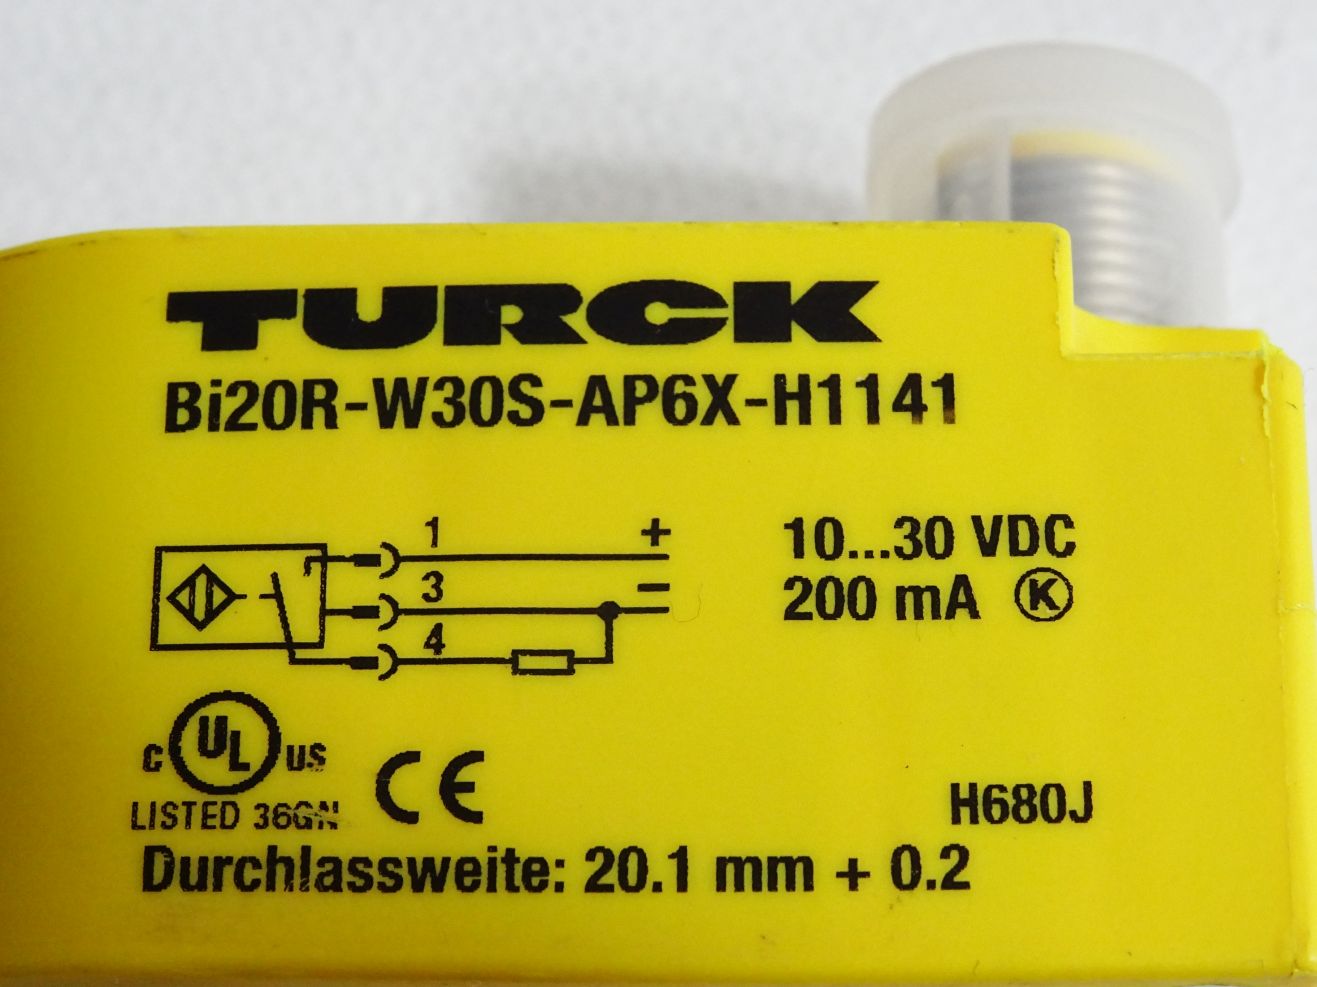 TURCK
Bi20R-W30S-AP6X-H1141
1 +
3 -
4
10...30 VDC
200 mA K
c UL us
LISTED 36GN
CE
H680J
Durchlassweite: 20.1 mm + 0.2